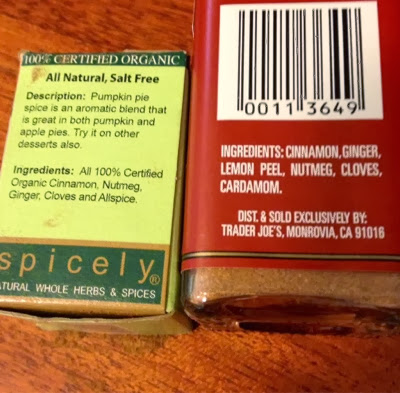 100% CERTIFIED ORGANIC
All Natural, Salt Free
Description: Pumpkin pie
spice is an aromatic blend that
is great in both pumpkin and
apple pies. Try it on other
desserts also.
Ingredients: All 100% Certified
Organic Cinnamon, Nutmeg,
Ginger, Cloves and Allspice.
spicely®
NATURAL WHOLE HERBS & SPICES
0011 3649
INGREDIENTS: CINNAMON, GINGER,
LEMON PEEL, NUTMEG, CLOVES,
CARDAMOM.
DIST. & SOLD EXCLUSIVELY BY:
TRADER JOE'S, MONROVIA, CA 91016